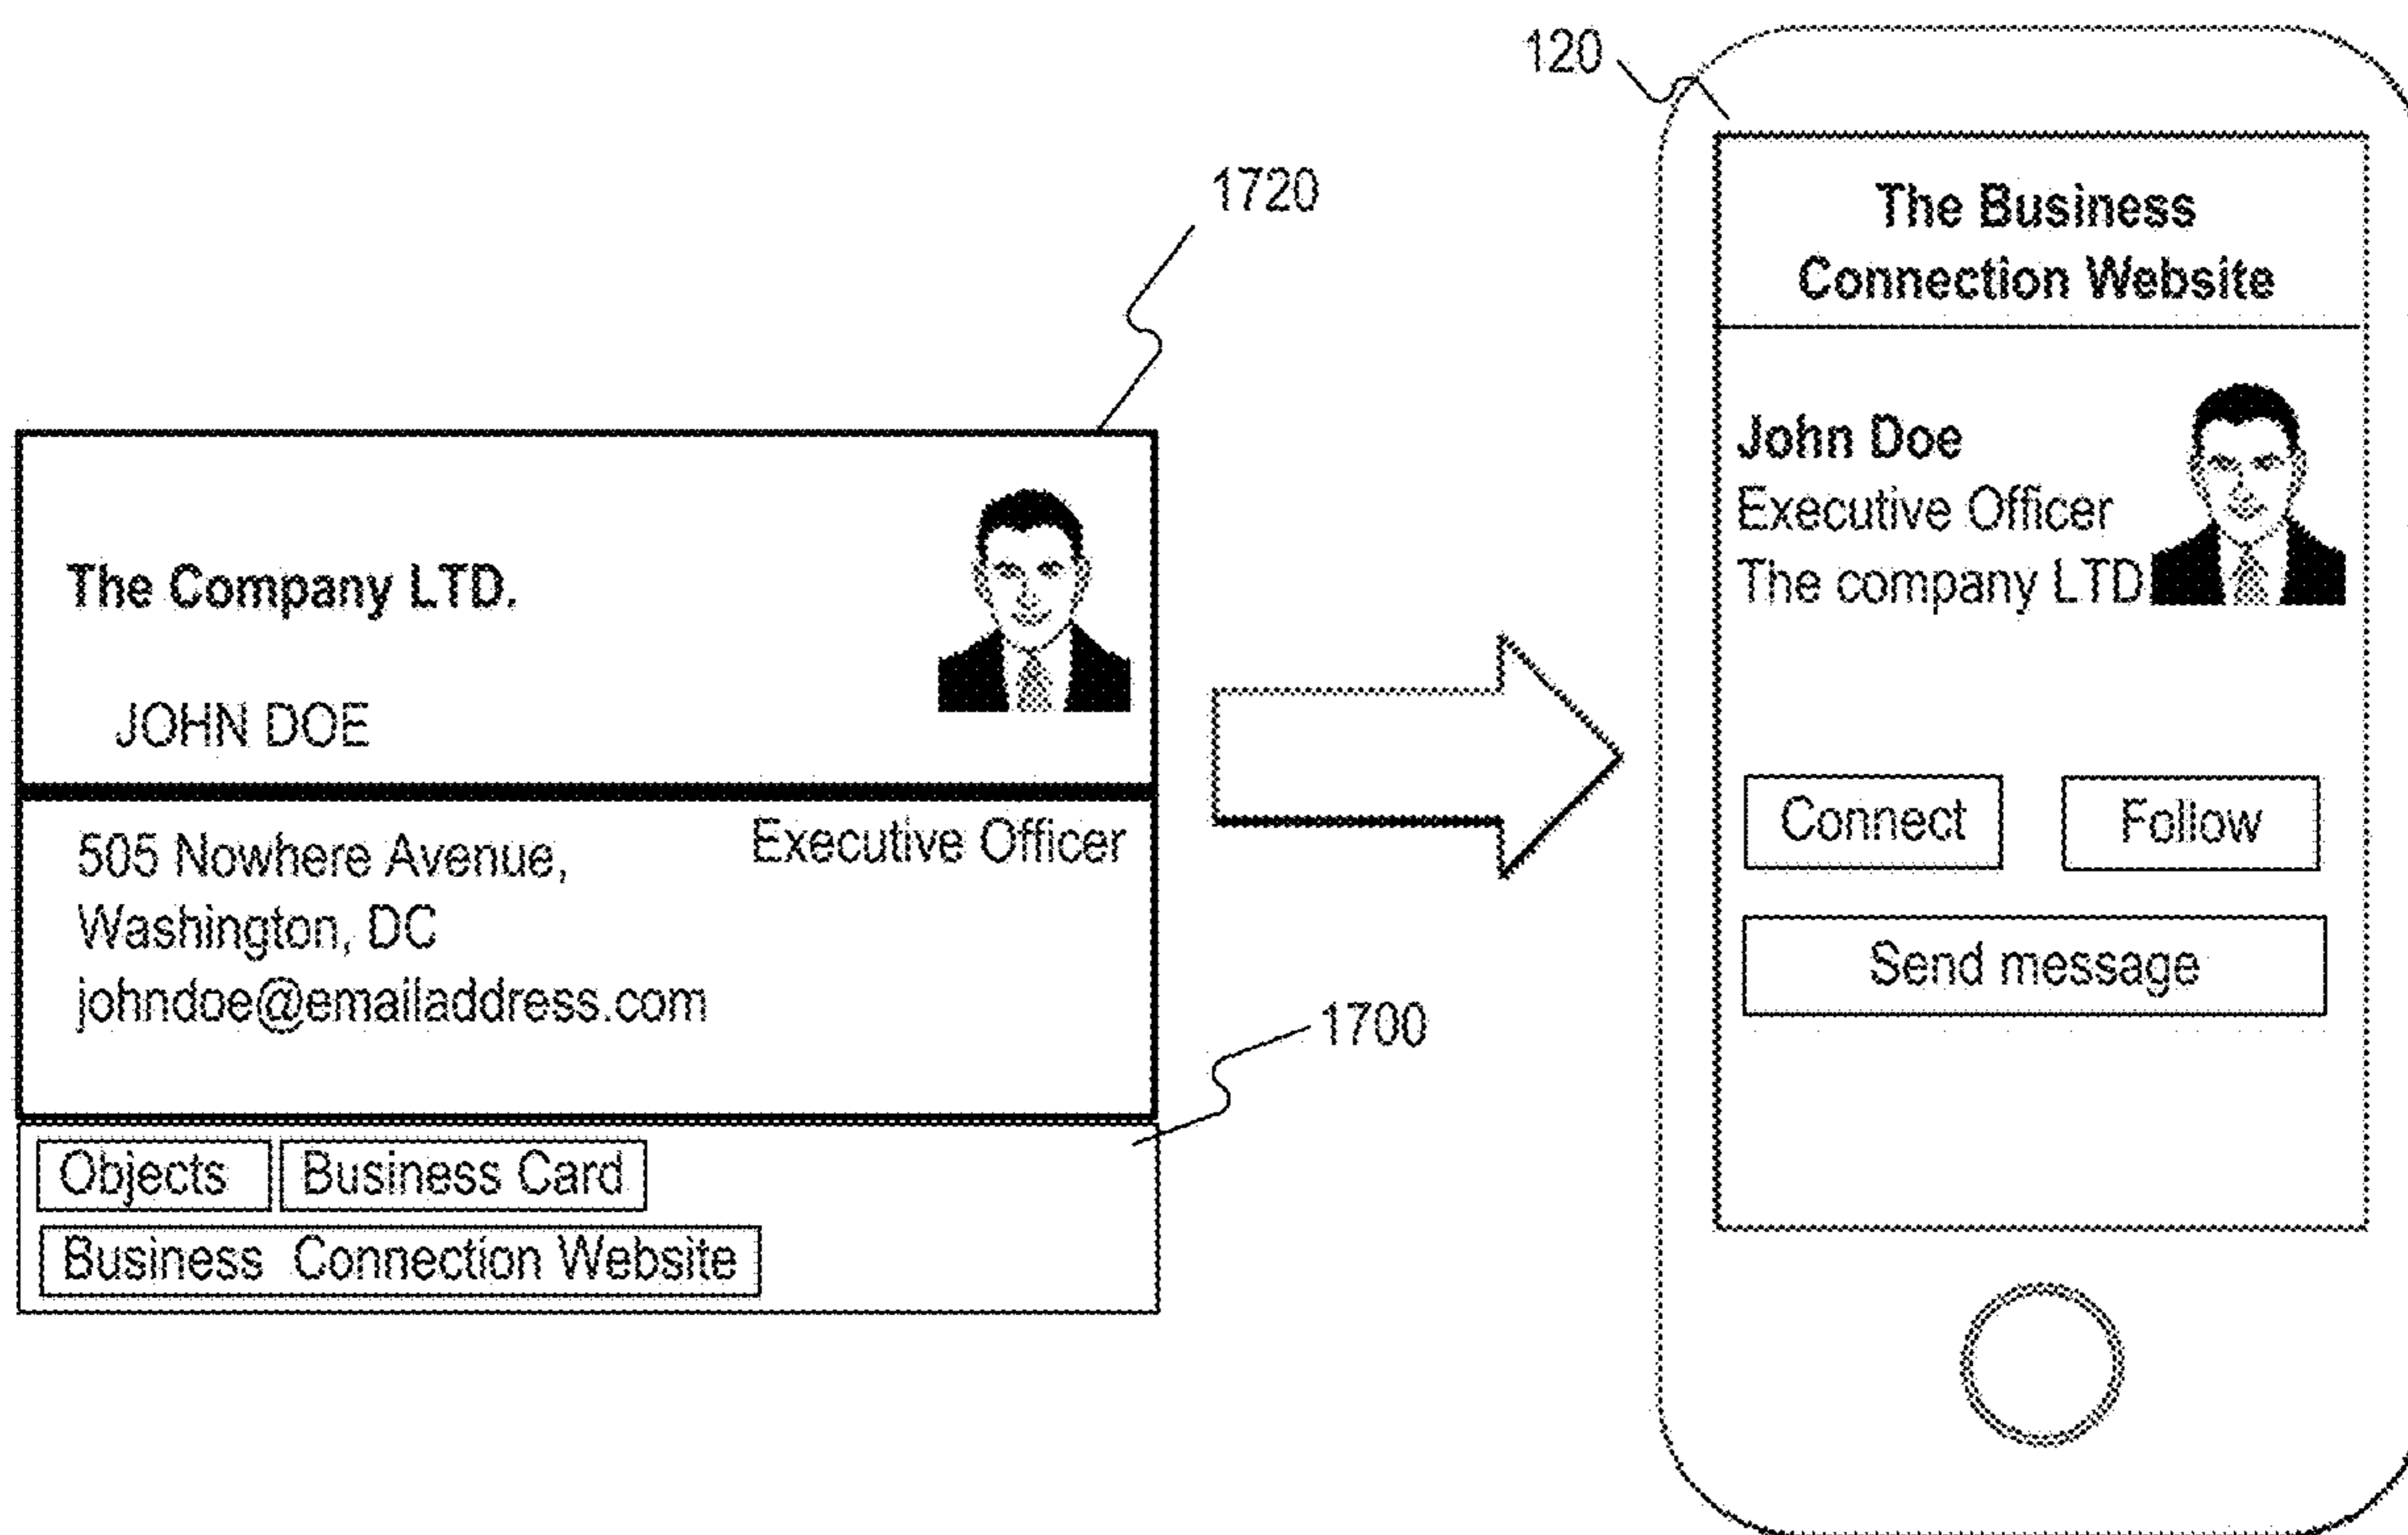 120
1720
The Business
Connection Website
The Company LTD.
JOHN DOE
505 Nowhere Avenue,
Executive Officer
Washington, DC
johndoe@emailaddress.com
1700
Objects
Business Card
Business Connection Website
John Doe
Executive Officer
The company LTD
Connect
Follow
Send message